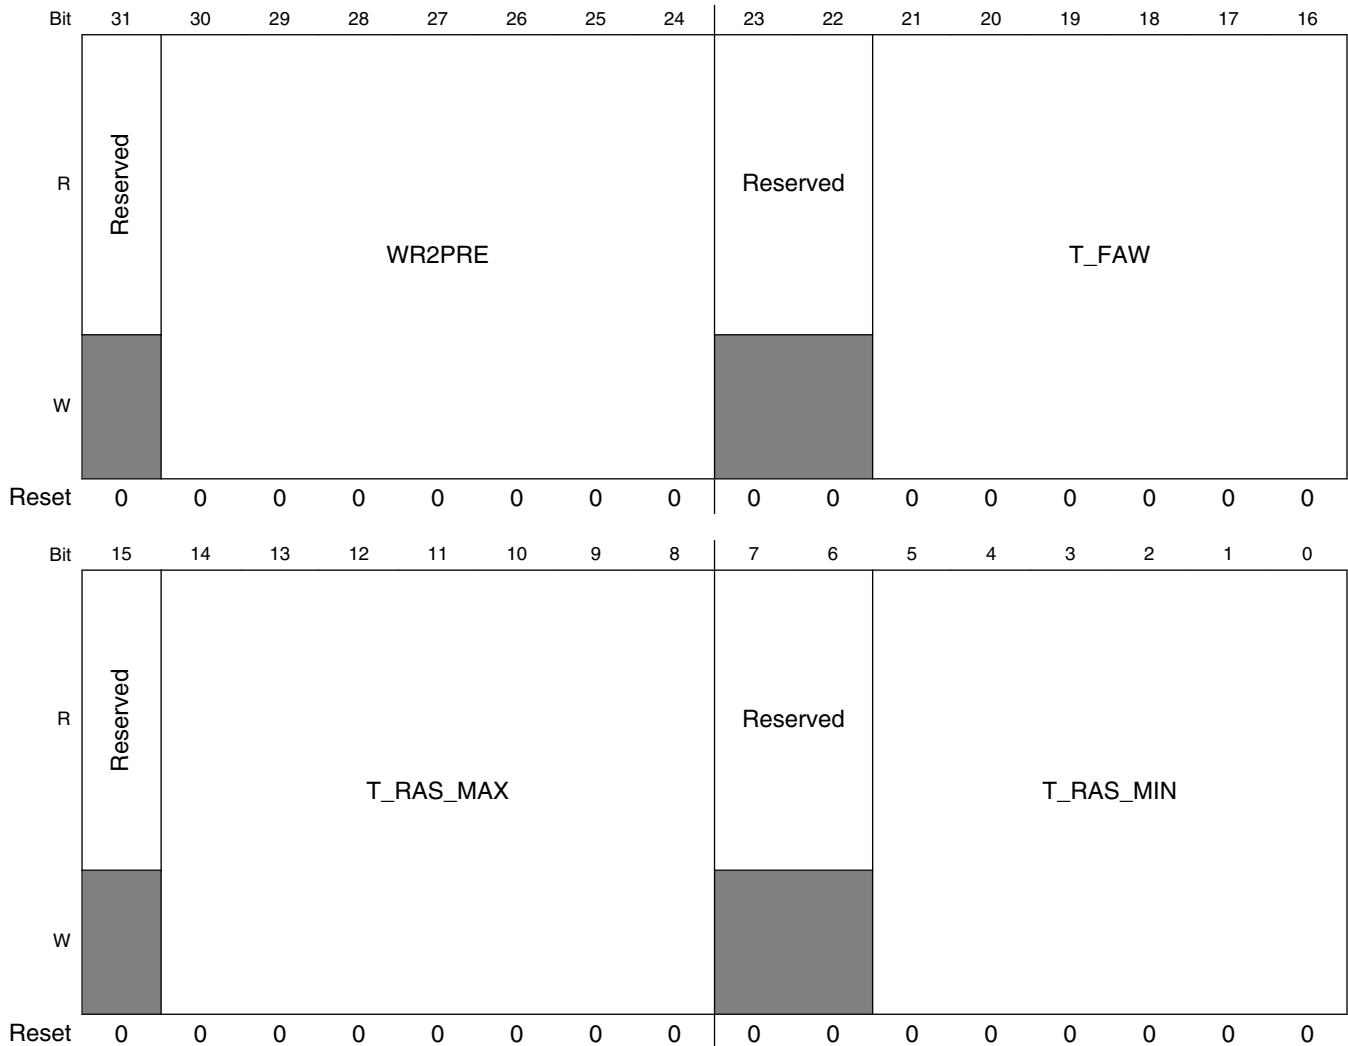 Bit 31 30 29 28 27 26 25 24 23 22 21 20 19 18 17 16
R Reserved Reserved
WR2PRE T_FAW
W
Reset 0 0 0 0 0 0 0 0 0 0 0 0 0 0 0 0
Bit 15 14 13 12 11 10 9 8 7 6 5 4 3 2 1 0
R Reserved Reserved
T_RAS_MAX T_RAS_MIN
W
Reset 0 0 0 0 0 0 0 0 0 0 0 0 0 0 0 0